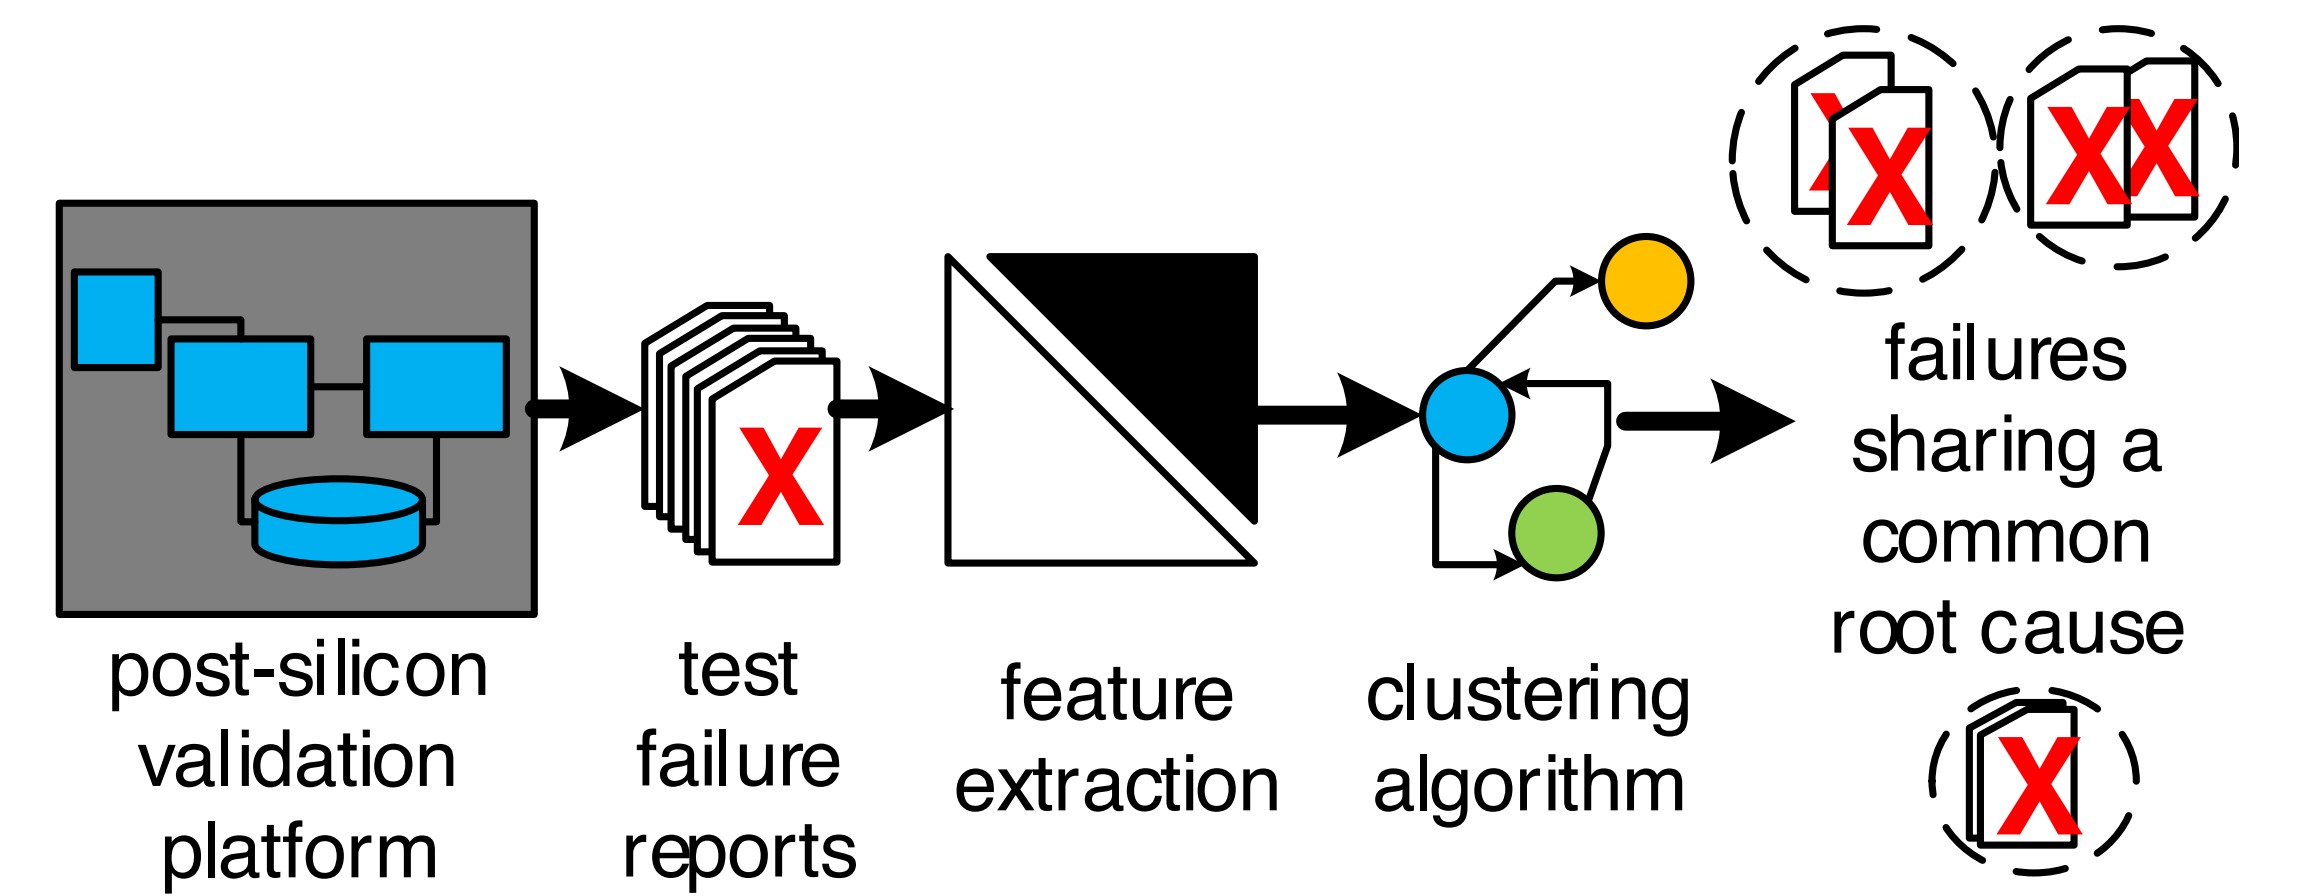 post-silicon
validation
platform
test
failure
reports
feature
extraction
clustering
algorithm
failures
sharing a
common
root cause
X
X
X
X
X
X